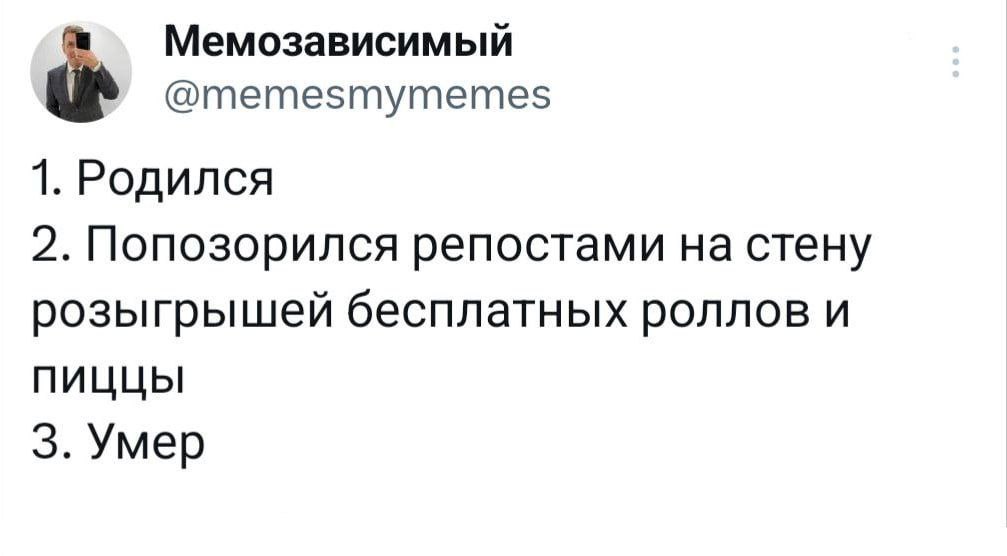 Мемозависимый
@memesmymemes
1. Родился
2. Попозорился репостами на стену
розыгрышей бесплатных роллов и
пиццы
3. Умер